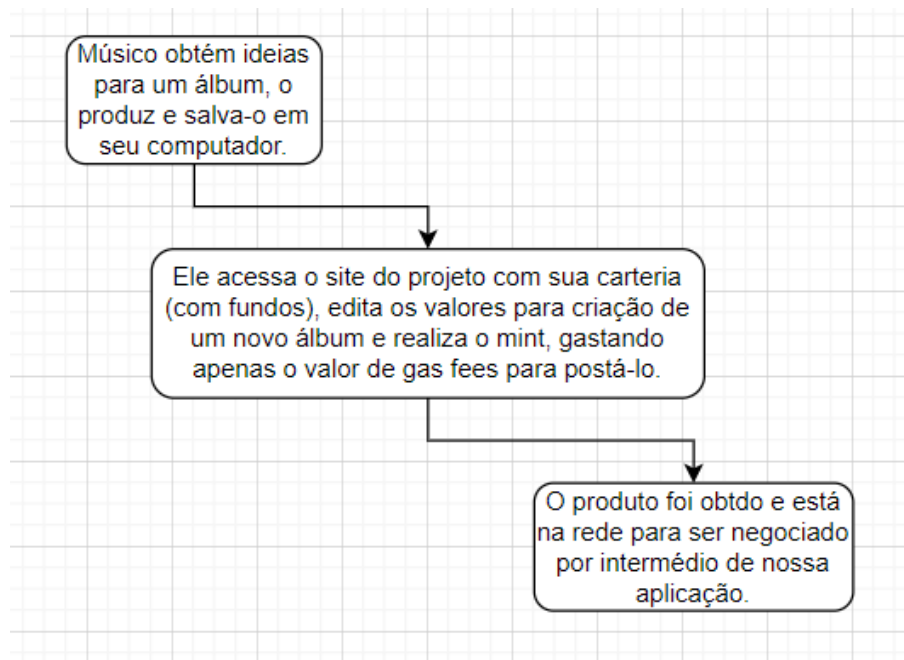 Músico obtém ideias
para um álbum, o
produz e salva-o em
seu computador.
Ele acessa o site do projeto com sua carteria
(com fundos), edita os valores para criação de
um novo álbum e realiza o mint, gastando
apenas o valor de gas fees para postá-lo.
O produto foi obtdo e está
na rede para ser negociado
por intermédio de nossa
aplicação.